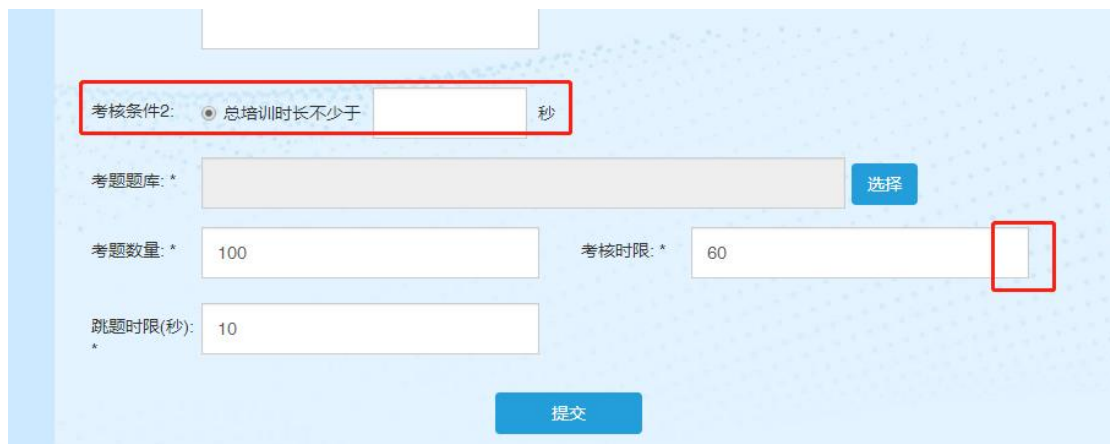 考核条件2: 总培训时长不少于 秒
考题题库: * 选择
考题数量: * 100 考核时限: * 60
跳题时限(秒): 10
*
提交